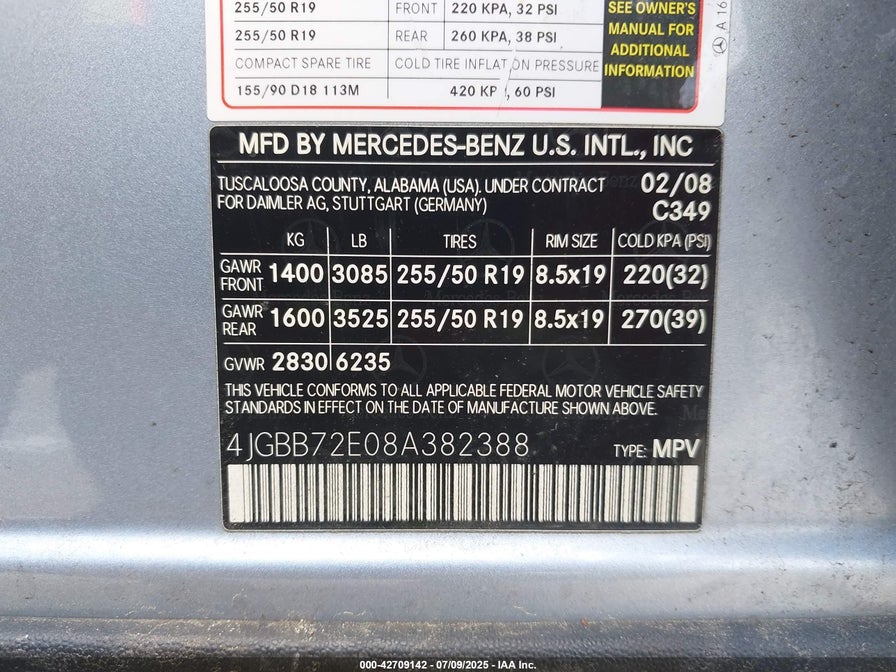 255/50 R19 FRONT 220 KPA, 32 PSI
SEE OWNER'S
255/50 R19 REAR 260 KPA, 38 PSI
MANUAL FOR
ADDITIONAL
INFORMATION
COMPACT SPARE TIRE COLD TIRE INFLATION PRESSURE
155/90 D18 113M 420 KPA, 60 PSI
A 16
MFD BY MERCEDES-BENZ U.S. INTL., INC
TUSCALOOSA COUNTY, ALABAMA (USA). UNDER CONTRACT 02/08
FOR DAIMLER AG, STUTTGART (GERMANY) C349
KG LB TIRES RIM SIZE COLD KPA (PSI)
GAWR FRONT 1400 3085 255/50 R19 8.5x19 220(32)
GAWR REAR 1600 3525 255/50 R19 8.5x19 270(39)
GVWR 2830 6235
THIS VEHICLE CONFORMS TO ALL APPLICABLE FEDERAL MOTOR VEHICLE SAFETY
STANDARDS IN EFFECT ON THE DATE OF MANUFACTURE SHOWN ABOVE.
4JGBB72E08A382388 TYPE: MPV
000-42709142 - 07/09/2025 - IAA Inc.